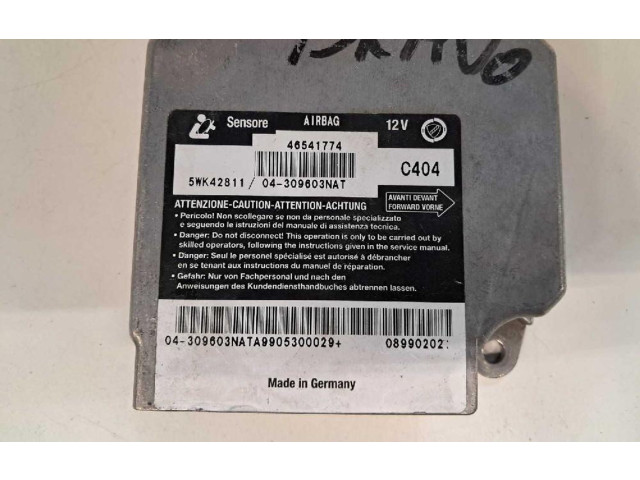 BRAVO
Sensore AIRBAG 12V
46541774
5WK42811 / 04-309603NAT
C404
AVANTI DEVANT
FORWARD VORNE
ATTENZIONE-CAUTION-ATTENTION-ACHTUNG
• Pericolo! Non scollegare se non da personale specializzato
e seguendo le istruzioni del manuale di assistenza tecnica.
• Danger: Do not disconnect! This operation is only to be carried out by
skilled operators, following the instructions given in the service manual.
• Danger: Seul le personel spécialisé est autorisé à débrancher
en se tenant aux instructions du manuel de réparation.
• Gefahr: Nur von Fachpersonal und nach den
Anweisungen des Kundendiensthandbuches abtrennen lassen.
04-309603NATA9905300029+ 08990202
Made in Germany